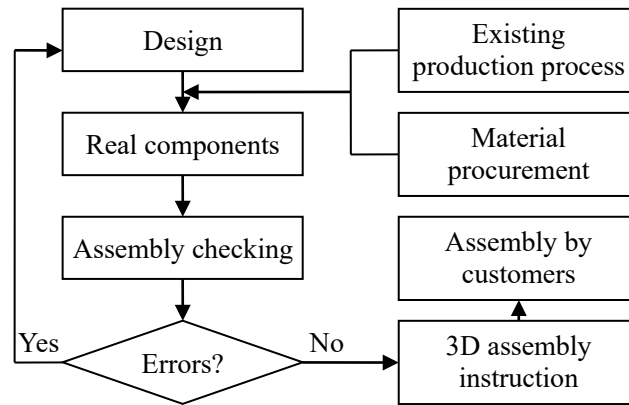 Design
Existing
production process
Real components
Material
procurement
Assembly checking
Assembly by
customers
Yes
Errors?
No
3D assembly
instruction